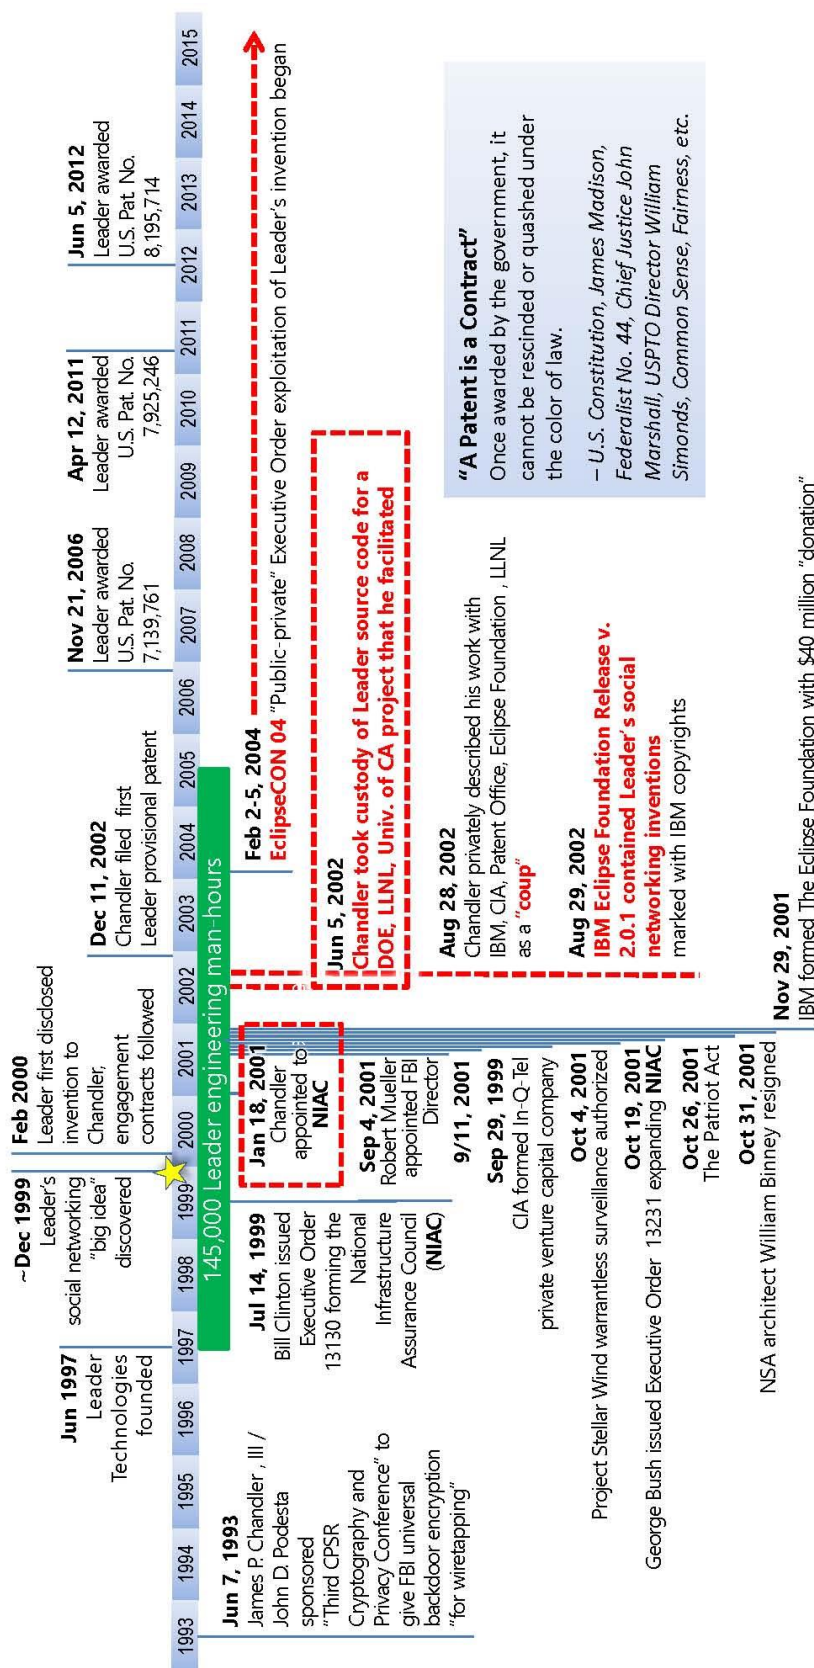 Jun 1997
Leader
Technologies
founded
~Dec 1999
Leader's
social networking
"big idea"
discovered
Feb 2000
Leader first disclosed
invention to
Chandler,
engagement
contracts followed
Dec 11, 2002
Chandler filed first
Leader provisional patent
Nov 21, 2006
Leader awarded
U.S. Pat. No.
7,139,761
Apr 12, 2011
Leader awarded
U.S. Pat. No.
7,925,246
Jun 5, 2012
Leader awarded
U.S. Pat. No.
8,195,714
1993 1994 1995 1996 1997 1998 1999 2000 2001 2002 2003 2004 2005 2006 2007 2008 2009 2010 2011 2012 2013 2014 2015
145,000 Leader engineering man-hours
Jun 7, 1993
James P. Chandler , III /
John D. Podesta
sponsored
"Third CPSR
Cryptography and
Privacy Conference" to
give FBI universal
backdoor encryption
"for wiretapping"
Jul 14, 1999
Bill Clinton issued
Executive Order
13130 forming the
National
Infrastructure
Assurance Council
(NIAC)
Jan 18, 2001
Chandler
appointed to
NIAC
Sep 4, 2001
Robert Mueller
appointed FBI
Director
9/11, 2001
Sep 29, 1999
CIA formed In-Q-Tel
private venture capital company
Oct 4, 2001
Project Stellar Wind warrantless surveillance authorized
Oct 19, 2001
George Bush issued Executive Order 13231 expanding NIAC
Oct 26, 2001
The Patriot Act
Oct 31, 2001
NSA architect William Binney resigned
Nov 29, 2001
IBM formed The Eclipse Foundation with $40 million "donation"
Feb 2-5, 2004
EclipseCON 04 "Public-private" Executive Order exploitation of Leader's invention began
Jun 5, 2002
Chandler took custody of Leader source code for a
DOE, LLNL, Univ. of CA project that he facilitated
Aug 28, 2002
Chandler privately described his work with
IBM, CIA, Patent Office, Eclipse Foundation , LLNL
as a "coup"
Aug 29, 2002
IBM Eclipse Foundation Release v.
2.0.1 contained Leader's social
networking inventions
marked with IBM copyrights
"A Patent is a Contract"
Once awarded by the government, it
cannot be rescinded or quashed under
the color of law.
– U.S. Constitution, James Madison,
Federalist No. 44, Chief Justice John
Marshall, USPTO Director William
Simonds, Common Sense, Fairness, etc.